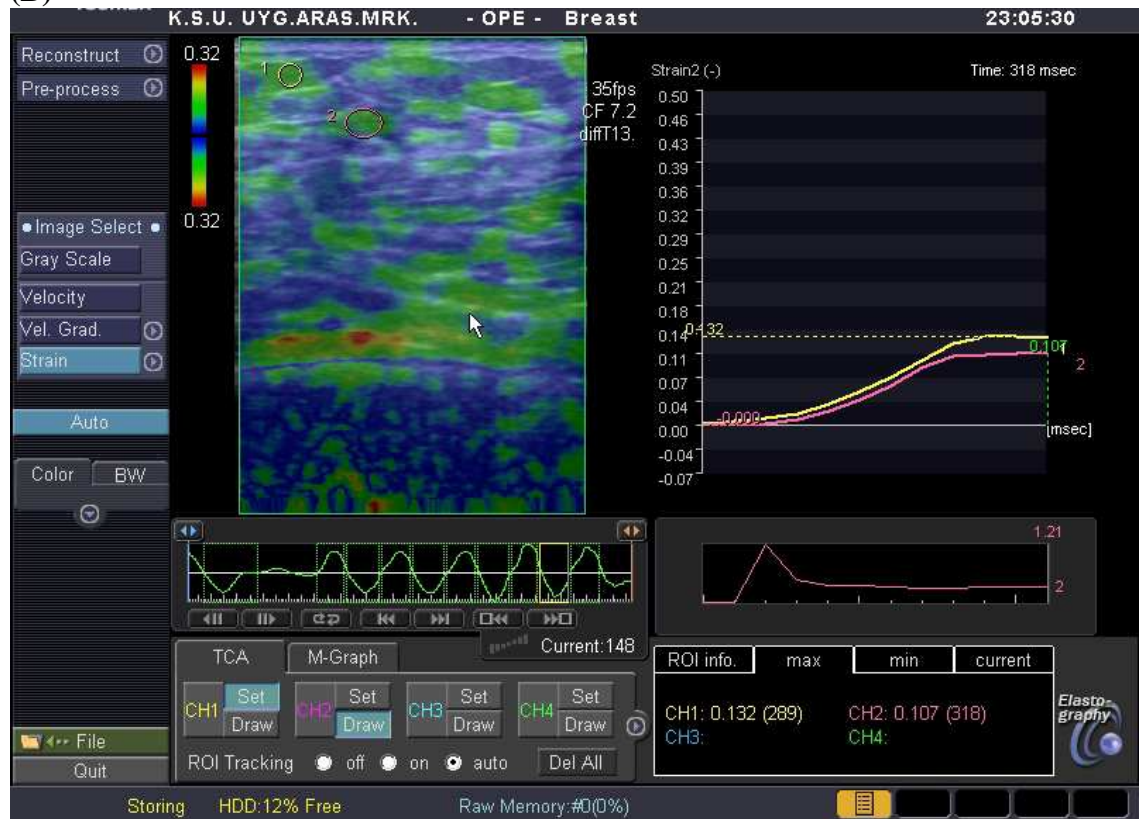 (B)
K.S.U. UYG.ARAS.MRK. - OPE - Breast 23:05:30
Reconstruct
Pre-process
0.32
0.32
1
2
35fps
CF 7.2
diffT13.
Strain2 (-) Time: 318 msec
0.50
0.46
0.43
0.39
0.36
0.32
0.29
0.25
0.21
0.18
0.14
0.11
0.07
0.04
0.00
-0.04
-0.07
-0.000
0.107
1
2
[msec]
Image Select
Gray Scale
Velocity
Vel. Grad.
Strain
Auto
Color BW
1.21
2
Current:148
TCA M-Graph
CH1 Set Draw
CH2 Set Draw
CH3 Set Draw
CH4 Set Draw
ROI Tracking off on auto Del All
ROI info. max min current
CH1: 0.132 (289) CH2: 0.107 (318)
CH3: CH4:
Elasto-
graphy
File
Quit
Storing HDD:12% Free Raw Memory:#0(0%)